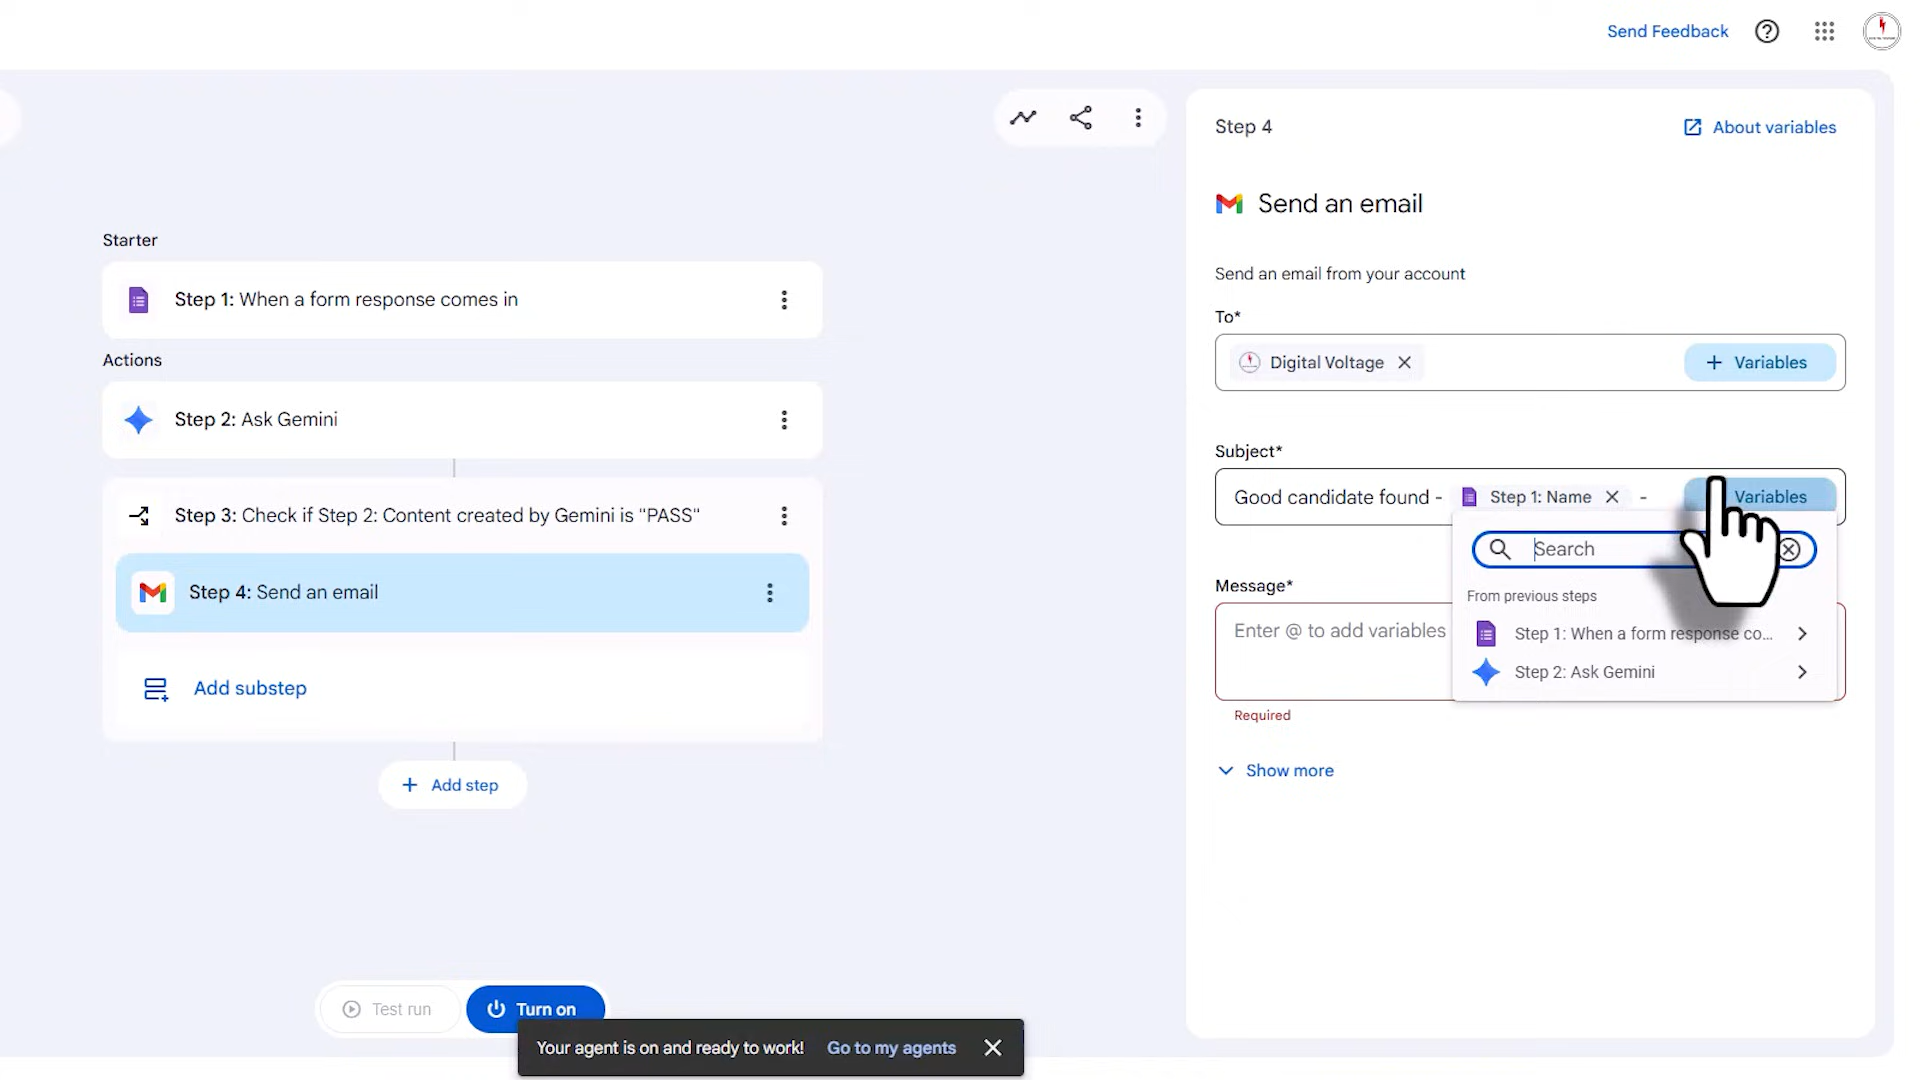 Send Feedback
Starter
Step 1: When a form response comes in
Actions
Step 2: Ask Gemini
Step 3: Check if Step 2: Content created by Gemini is "PASS"
Step 4: Send an email
Add substep
Add step
Test run
Turn on
Your agent is on and ready to work! Go to my agents
Step 4
About variables
Send an email
Send an email from your account
To*
Digital Voltage
Variables
Subject*
Good candidate found - Step 1: Name - Variables
Search
From previous steps
Step 1: When a form response co...
Step 2: Ask Gemini
Message*
Enter @ to add variables
Required
Show more